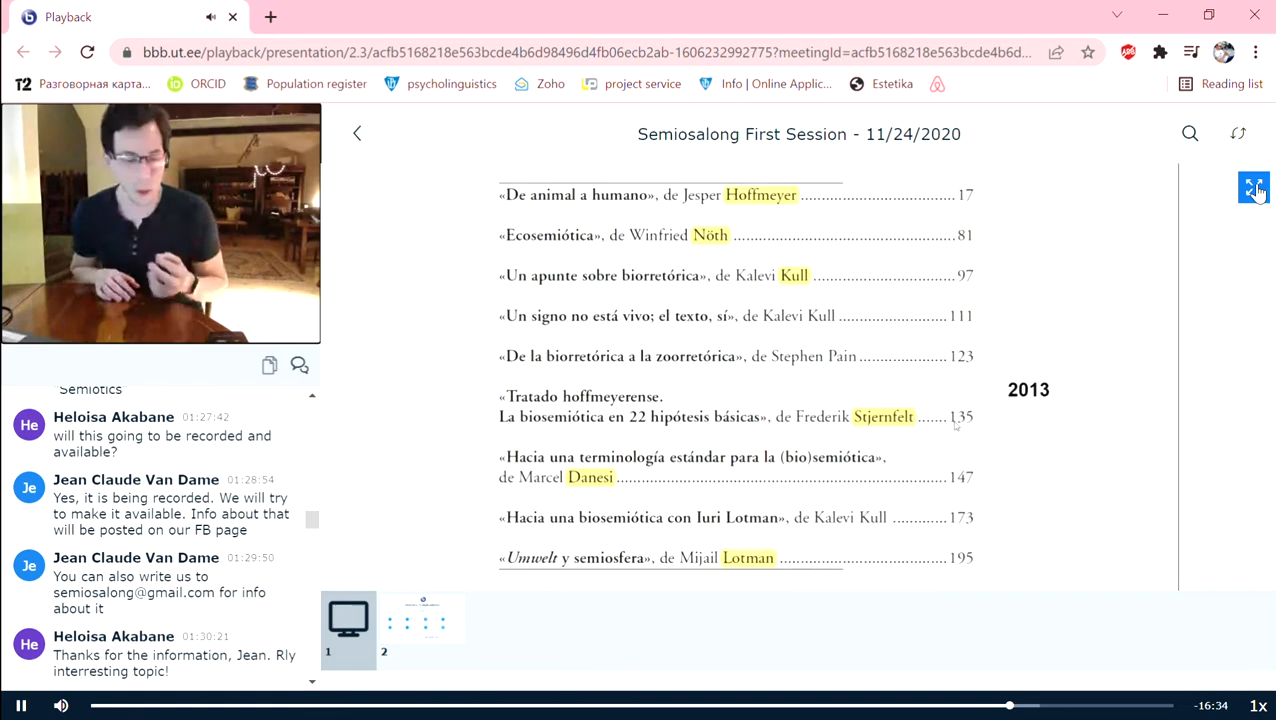 Playback
bbb.ut.ee/playback/presentation/2.3/acfb5168218e563bcde4b6d98496d4fb06ecb2ab-1606232992775?meetingId=acfb5168218e563bcde4b6d98496d4fb06ecb2ab-1606232992775?meetingId=acfb5168218e563bcde4b6d...
T2 Разговорная карта...
ORCID
Population register
psycholinguistics
Zoho
project service
Info | Online Applic...
Estetika
Reading list
Semiosalong First Session - 11/24/2020
«De animal a humano», de Jesper Hoffmeyer ................................... 17
«Ecosemiótica», de Winfried Nöth ................................................. 81
«Un apunte sobre biorretórica», de Kalevi Kull ............................. 97
«Un signo no está vivo; el texto, sí», de Kalevi Kull ....................... 111
«De la biorretórica a la zoorretórica», de Stephen Pain ................... 123
2013
«Tratado hoffmeyerense.
La biosemiótica en 22 hipótesis básicas», de Frederik Stjernfelt ....... 135
«Hacia una terminología estándar para la (bio)semiótica»,
de Marcel Danesi ........................................................................ 147
«Hacia una biosemiótica con Iuri Lotman», de Kalevi Kull ............ 173
«Umwelt y semiosfera», de Mijail Lotman ..................................... 195
"Semiotics"
Heloisa Akabane 01:27:42
will this going to be recorded and
available?
Jean Claude Van Dame 01:28:54
Yes, it is being recorded. We will try
to make it available. Info about that
will be posted on our FB page
Jean Claude Van Dame 01:29:50
You can also write us to
semiosalong@gmail.com for info
about it
Heloisa Akabane 01:30:21
Thanks for the information, Jean. Rly
interresting topic!
He
Je
Je
He
1
2
-16:34
1x